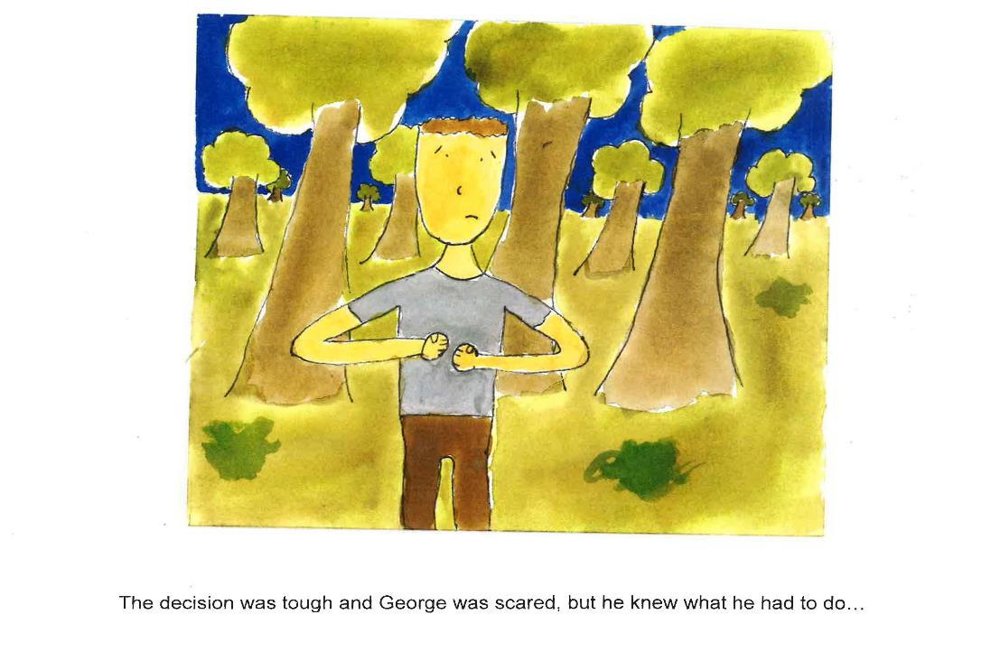 The decision was tough and George was scared, but he knew what he had to do…